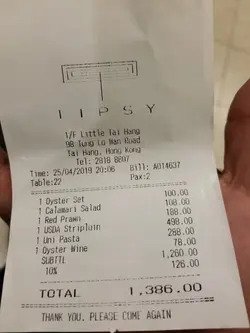 TIPSY
1/F Little Tai Hang
98 Tung Lo Wan Road
Tai Hang, Hong Kong
Tel: 2818 8807
Time: 25/04/2019 20:06 Bill: A014637
Table:22 Pax:2
1 Oyster Set 100.00
1 Calamari Salad 108.00
1 Red Prawn 188.00
1 USDA Striploin 498.00
1 Uni Pasta 288.00
1 Oyster Wine 78.00
SUBTTL 1,260.00
10% 126.00
TOTAL 1,386.00
THANK YOU, PLEASE COME AGAIN